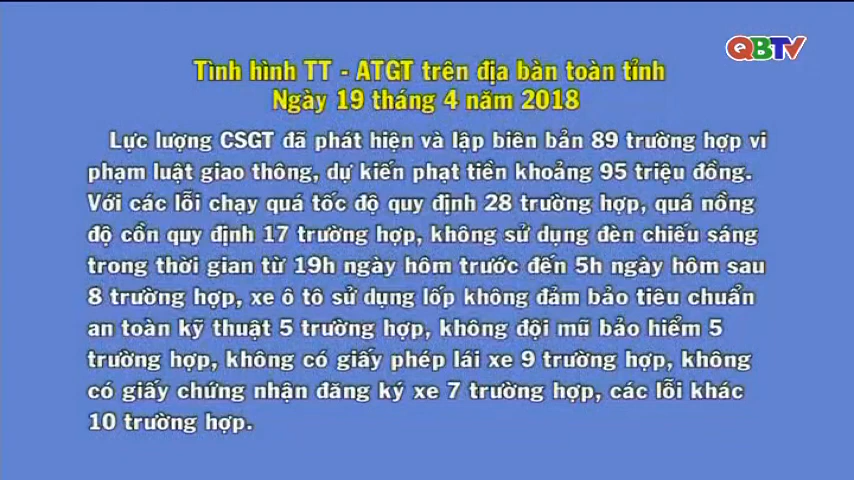 QBTV
Tình hình TT - ATGT trên địa bàn toàn tỉnh
Ngày 19 tháng 4 năm 2018
Lực lượng CSGT đã phát hiện và lập biên bản 89 trường hợp vi
phạm luật giao thông, dự kiến phạt tiền khoảng 95 triệu đồng.
Với các lỗi chạy quá tốc độ quy định 28 trường hợp, quá nồng
độ cồn quy định 17 trường hợp, không sử dụng đèn chiếu sáng
trong thời gian từ 19h ngày hôm trước đến 5h ngày hôm sau
8 trường hợp, xe ô tô sử dụng lốp không đảm bảo tiêu chuẩn
an toàn kỹ thuật 5 trường hợp, không đội mũ bảo hiểm 5
trường hợp, không có giấy phép lái xe 9 trường hợp, không
có giấy chứng nhận đăng ký xe 7 trường hợp, các lỗi khác
10 trường hợp.